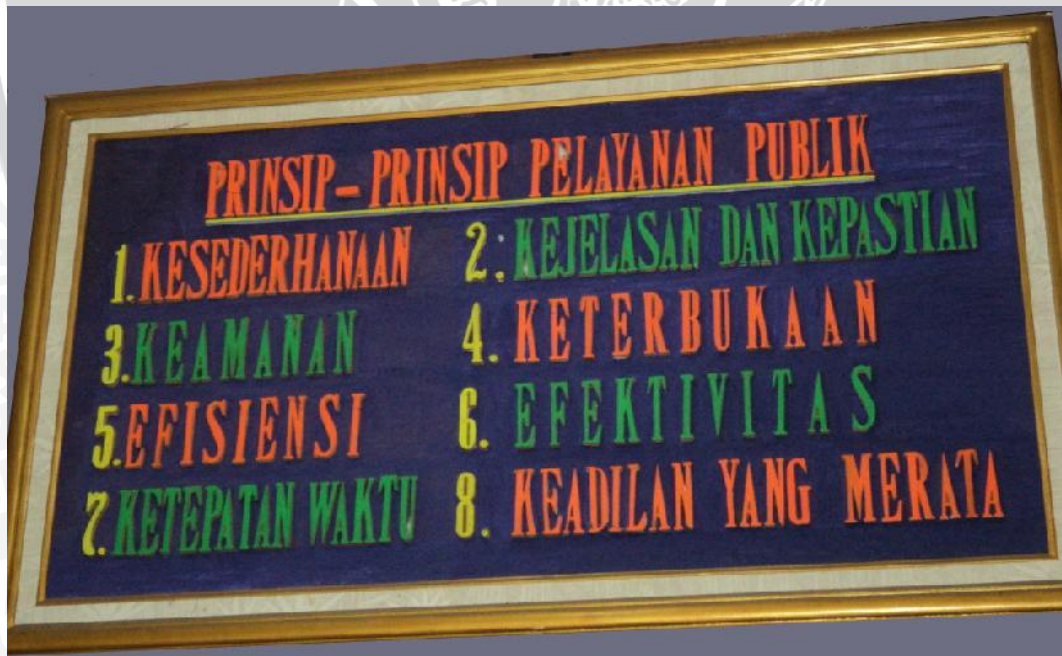 PRINSIP-PRINSIP PELAYANAN PUBLIK
1. KESEDERHANAAN
2. KEJELASAN DAN KEPASTIAN
3. KEAMANAN
4. KETERBUKAAN
5. EFISIENSI
6. EFEKTIVITAS
7. KETEPATAN WAKTU
8. KEADILAN YANG MERATA